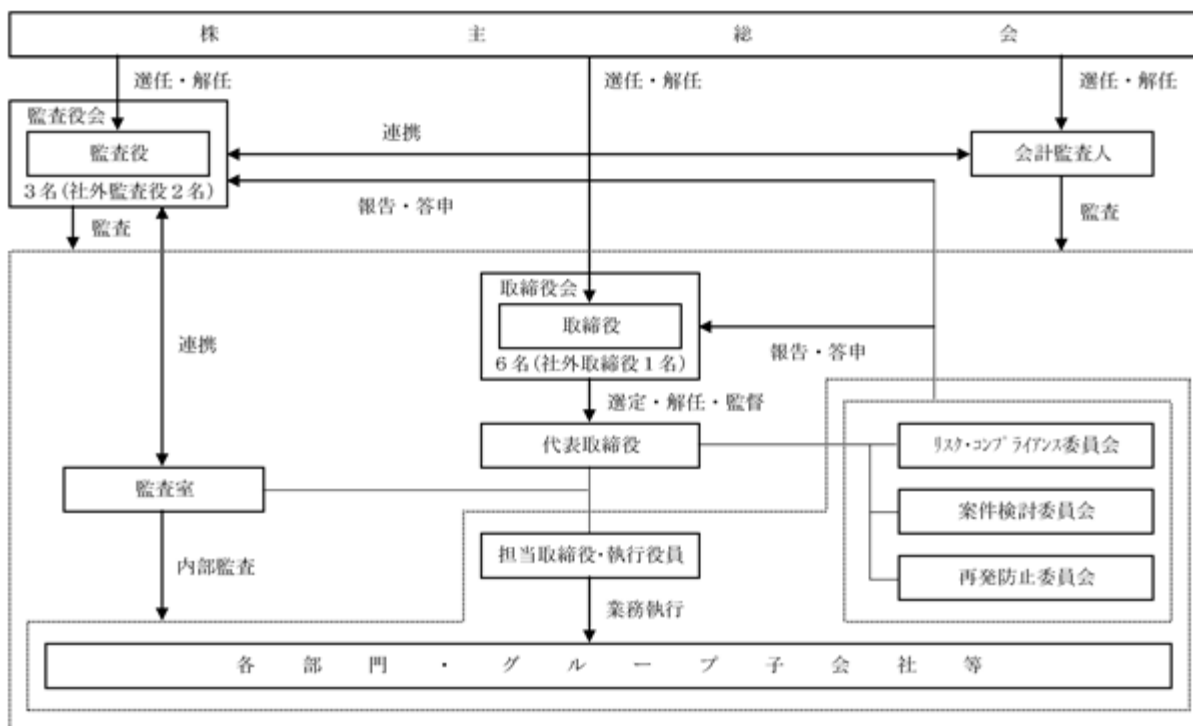 株主総会
選任・解任
選任・解任
選任・解任
監査役会
監査役
3名(社外監査役2名)
連携
会計監査人
報告・答申
監査
監査
取締役会
取締役
6名(社外取締役1名)
連携
報告・答申
選定・解任・監督
代表取締役
リスク・コンプライアンス委員会
監査室
案件検討委員会
担当取締役・執行役員
内部監査
再発防止委員会
業務執行
各部門・グループ子会社等